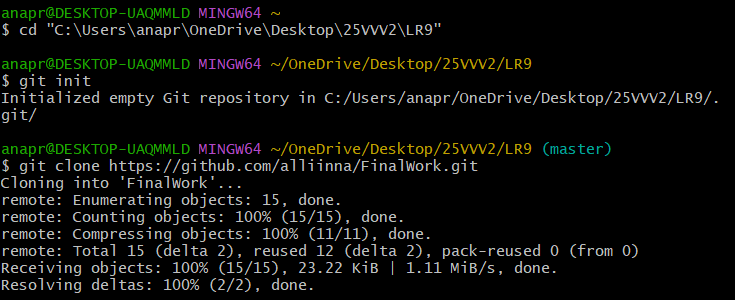 anapr@DESKTOP-UAQMMLD MINGW64 ~
$ cd "C:\Users\anapr\OneDrive\Desktop\25VVV2\LR9"
anapr@DESKTOP-UAQMMLD MINGW64 ~/OneDrive/Desktop/25VVV2/LR9
$ git init
Initialized empty Git repository in C:/Users/anapr/OneDrive/Desktop/25VVV2/LR9/.
git/
anapr@DESKTOP-UAQMMLD MINGW64 ~/OneDrive/Desktop/25VVV2/LR9 (master)
$ git clone https://github.com/alliinna/FinalWork.git
Cloning into 'FinalWork'...
remote: Enumerating objects: 15, done.
remote: Counting objects: 100% (15/15), done.
remote: Compressing objects: 100% (11/11), done.
remote: Total 15 (delta 2), reused 12 (delta 2), pack-reused 0 (from 0)
Receiving objects: 100% (15/15), 23.22 KiB | 1.11 MiB/s, done.
Resolving deltas: 100% (2/2), done.